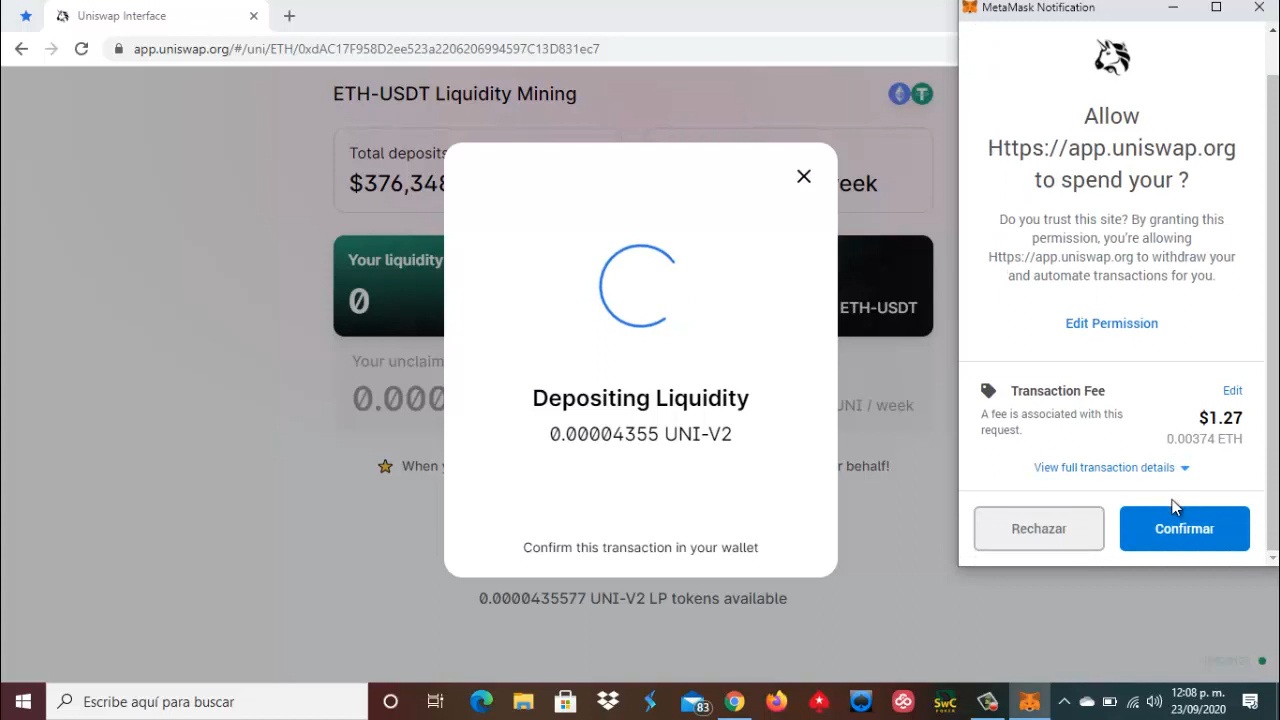 Uniswap Interface
app.uniswap.org/#/uni/ETH/0xdAC17F958D2ee523a2206206994597C13D831ec7
ETH-USDT Liquidity Mining
Total deposits
$376,348
eek
Your liquidity
0
ETH-USDT
Your unclaim
0.000
UNI / week
When y
r behalf!
0.0000435577 UNI-V2 LP tokens available
Depositing Liquidity
0.00004355 UNI-V2
Confirm this transaction in your wallet
MetaMask Notification
Allow
Https://app.uniswap.org
to spend your ?
Do you trust this site? By granting this
permission, you're allowing
Https://app.uniswap.org to withdraw your
and automate transactions for you.
Edit Permission
Transaction Fee
Edit
A fee is associated with this
request.
$1.27
0.00374 ETH
View full transaction details
Rechazar
Confirmar
Escribe aquí para buscar
83
SwC
12:08 p. m.
23/09/2020